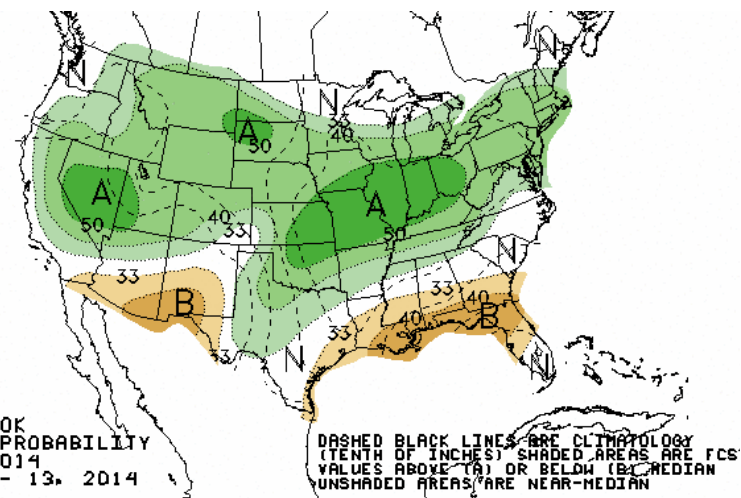 N
N
N
33
40
A
50
A
50
40
33
A
50
N
33
B
33
40
B
40
33
33
N
N
OK
PROBABILITY
014
- 13, 2014
DASHED BLACK LINES ARE CLIMATOLOGY
(TENTH OF INCHES) SHADED AREAS ARE FCST
VALUES ABOVE (A) OR BELOW (B) MEDIAN
UNSHADED AREAS ARE NEAR-MEDIAN